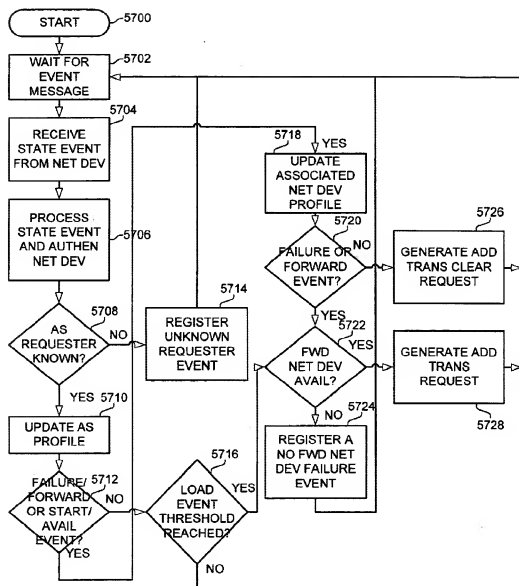 START
5700
WAIT FOR
EVENT
MESSAGE
5702
5704
RECEIVE
STATE EVENT
FROM NET DEV
PROCESS
STATE EVENT
AND AUTHEN
NET DEV
5706
5708
AS
REQUESTER
KNOWN?
NO
YES
5710
UPDATE AS
PROFILE
FAILURE/
FORWARD
OR START/
AVAIL
EVENT?
5712
NO
YES
5714
REGISTER
UNKNOWN
REQUESTER
EVENT
5716
LOAD
EVENT
THRESHOLD
REACHED?
YES
NO
5718
YES
UPDATE
ASSOCIATED
NET DEV
PROFILE
5720
FAILURE OR
FORWARD
EVENT?
NO
YES
5722
FWD
NET DEV
AVAIL?
YES
NO
5724
REGISTER A
NO FWD NET
DEV FAILURE
EVENT
5726
GENERATE ADD
TRANS CLEAR
REQUEST
GENERATE ADD
TRANS
REQUEST
5728